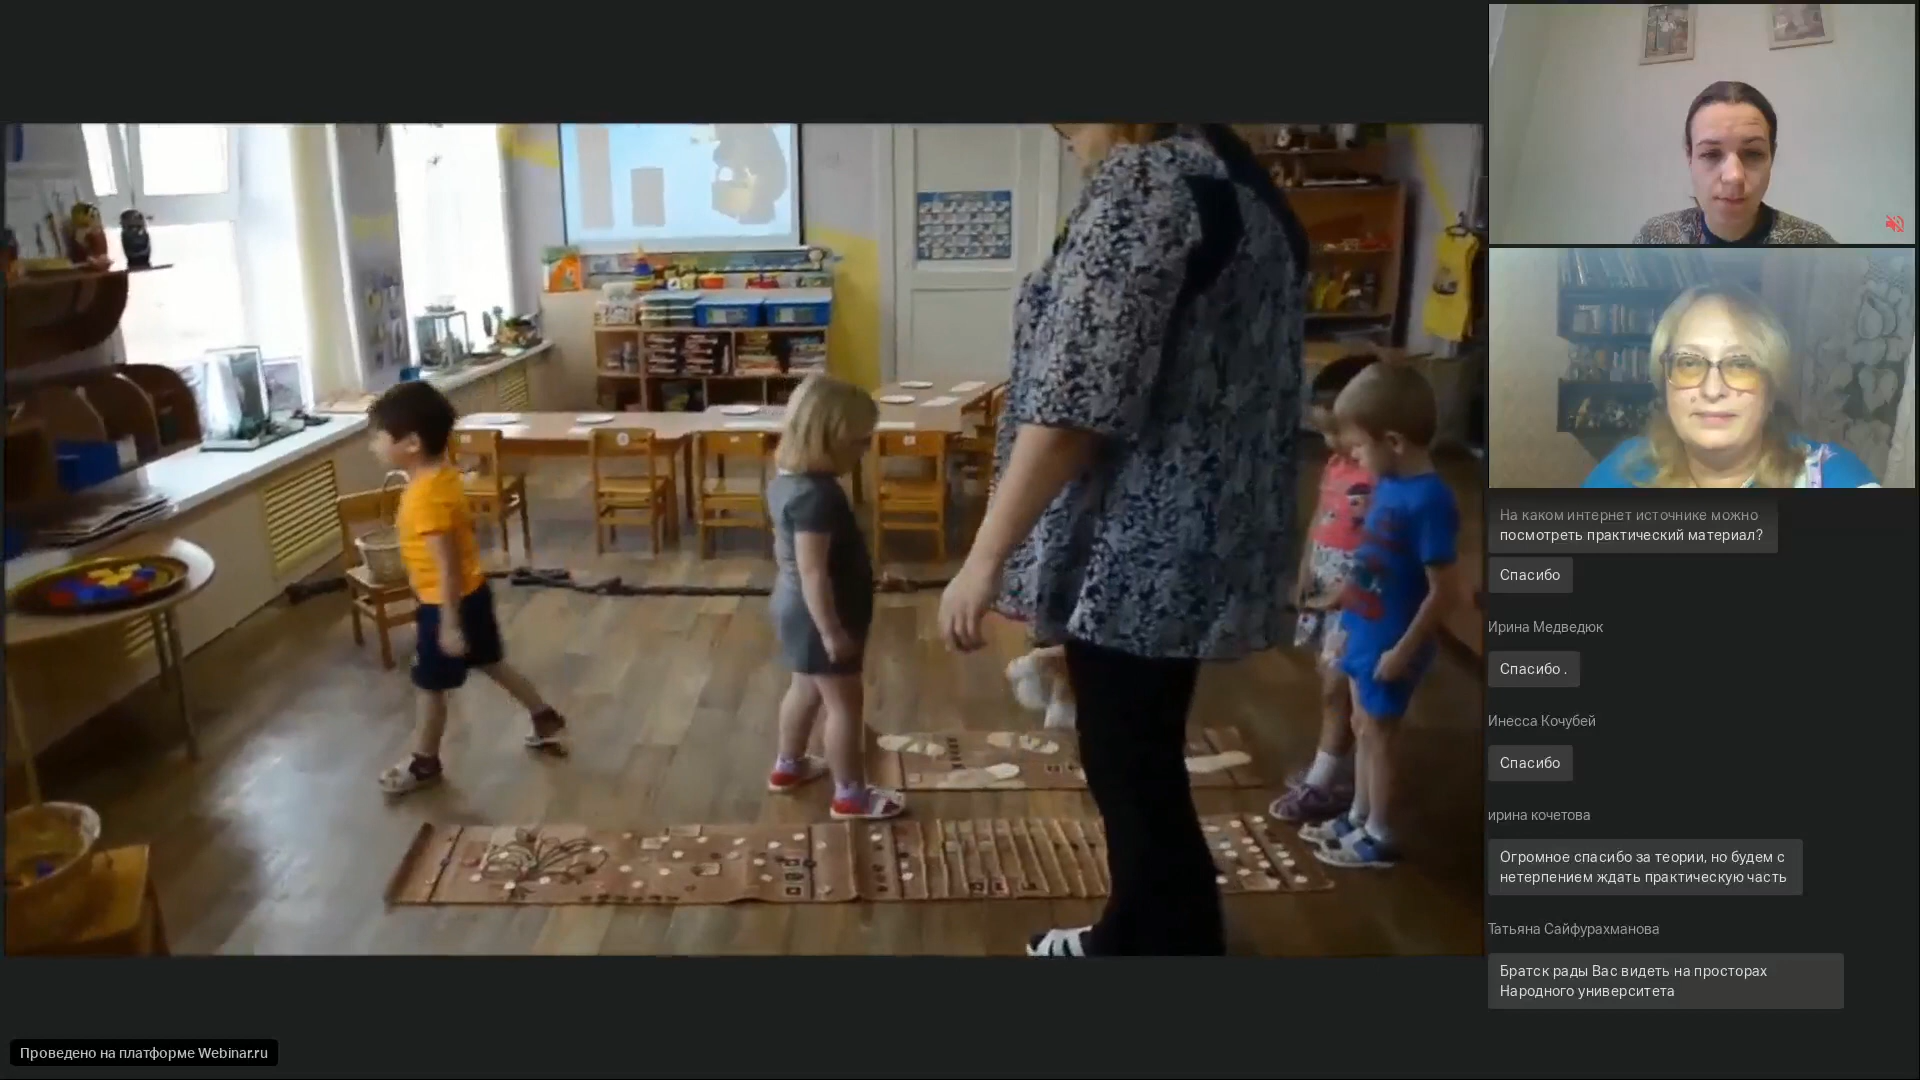 На каком интернет источнике можно
посмотреть практический материал?
Спасибо
Ирина Медведюк
Спасибо .
Инесса Кочубей
Спасибо
ирина кочетова
Огромное спасибо за теории, но будем с
нетерпением ждать практическую часть
Татьяна Сайфурахманова
Братск рады Вас видеть на просторах
Народного университета
Проведено на платформе Webinar.ru